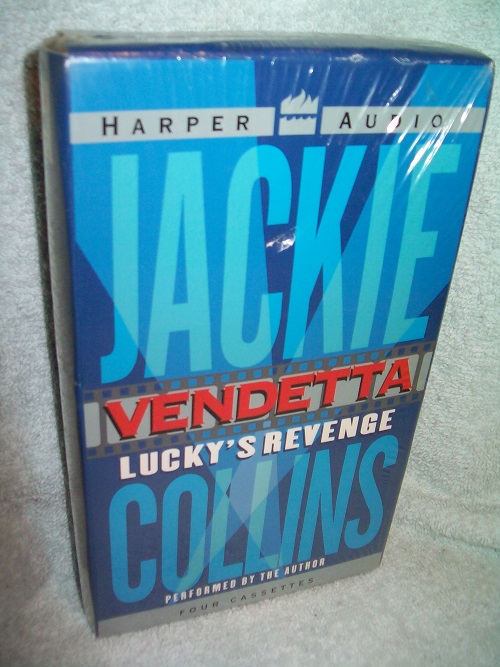 HARPER AUDIO
JACKIE
VENDETTA
LUCKY'S REVENGE
COLLINS
PERFORMED BY THE AUTHOR
FOUR CASSETTES